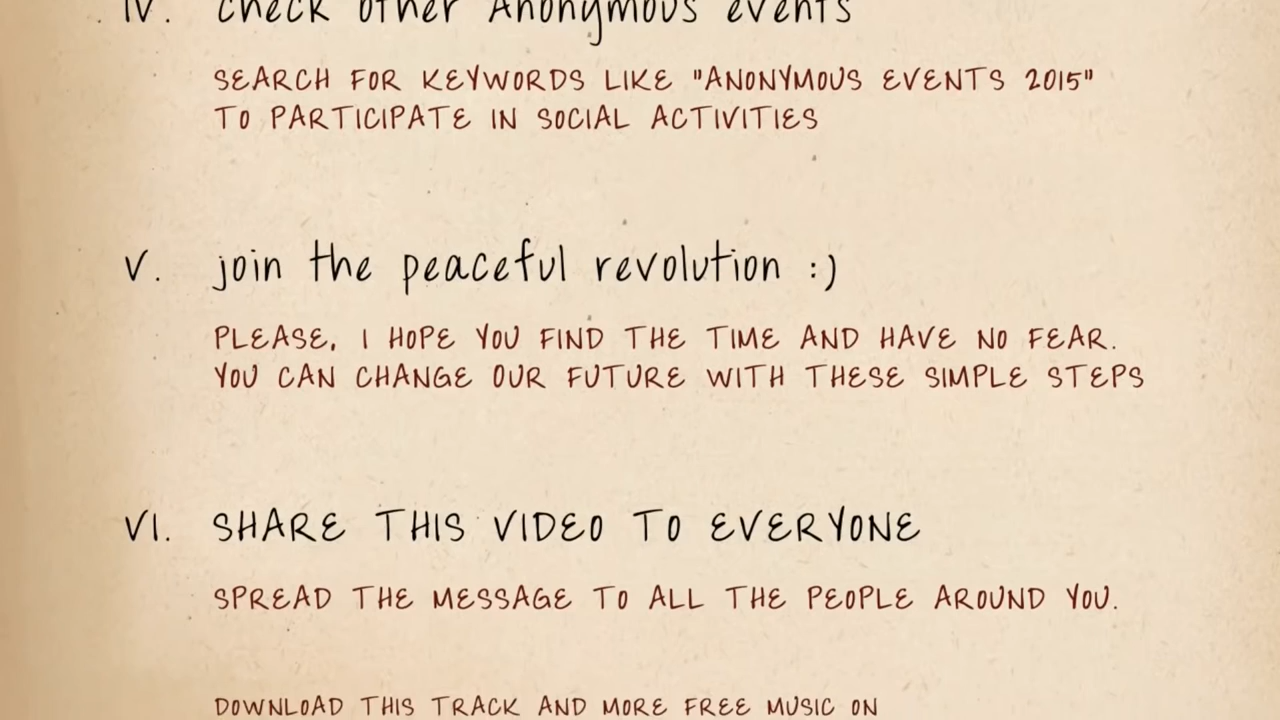 IV. check other Anonymous events
SEARCH FOR KEYWORDS LIKE "ANONYMOUS EVENTS 2015"
TO PARTICIPATE IN SOCIAL ACTIVITIES
V. join the peaceful revolution :)
PLEASE, I HOPE YOU FIND THE TIME AND HAVE NO FEAR.
YOU CAN CHANGE OUR FUTURE WITH THESE SIMPLE STEPS
VI. SHARE THIS VIDEO TO EVERYONE
SPREAD THE MESSAGE TO ALL THE PEOPLE AROUND YOU.
DOWNLOAD THIS TRACK AND MORE FREE MUSIC ON